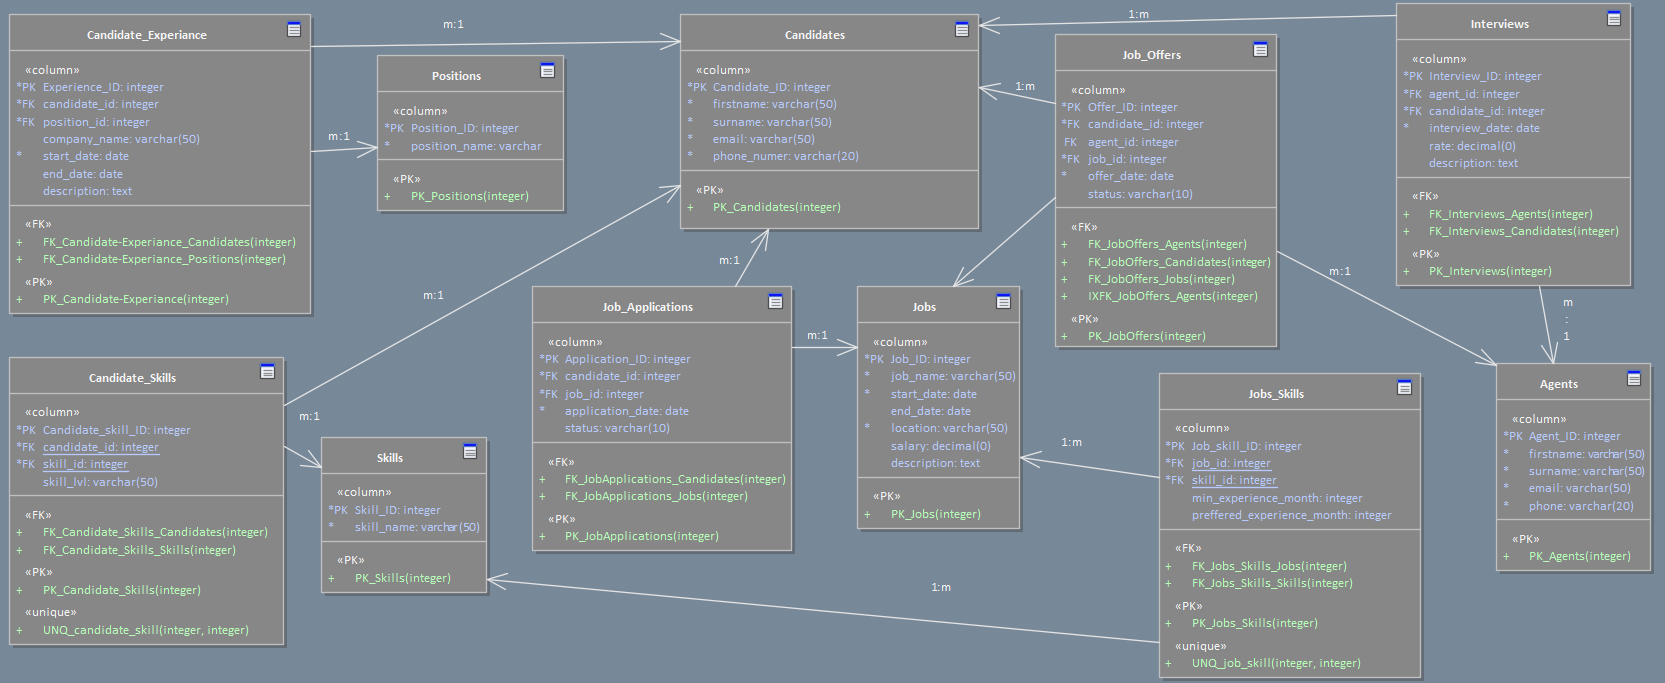 Candidate_Experiance
«column»
*PK Experience_ID: integer
*FK candidate_id: integer
*FK position_id: integer
company_name: varchar(50)
* start_date: date
end_date: date
description: text
«FK»
+ FK_Candidate-Experiance_Candidates(integer)
+ FK_Candidate-Experiance_Positions(integer)
«PK»
+ PK_Candidate-Experiance(integer)
m:1
m:1
Positions
«column»
*PK Position_ID: integer
* position_name: varchar
«PK»
+ PK_Positions(integer)
Candidates
«column»
*PK Candidate_ID: integer
* firstname: varchar(50)
* surname: varchar(50)
* email: varchar(50)
* phone_numer: varchar(20)
«PK»
+ PK_Candidates(integer)
1:m
1:m
Job_Offers
«column»
*PK Offer_ID: integer
*FK candidate_id: integer
FK agent_id: integer
*FK job_id: integer
* offer_date: date
status: varchar(10)
«FK»
+ FK_JobOffers_Agents(integer)
+ FK_JobOffers_Candidates(integer)
+ FK_JobOffers_Jobs(integer)
+ IXFK_JobOffers_Agents(integer)
«PK»
+ PK_JobOffers(integer)
Interviews
«column»
*PK Interview_ID: integer
*FK agent_id: integer
*FK candidate_id: integer
* interview_date: date
rate: decimal(0)
description: text
«FK»
+ FK_Interviews_Agents(integer)
+ FK_Interviews_Candidates(integer)
«PK»
+ PK_Interviews(integer)
m:1
m
:
1
m:1
m:1
Candidate_Skills
«column»
*PK Candidate_skill_ID: integer
*FK candidate_id: integer
*FK skill_id: integer
skill_lvl: varchar(50)
«FK»
+ FK_Candidate_Skills_Candidates(integer)
+ FK_Candidate_Skills_Skills(integer)
«PK»
+ PK_Candidate_Skills(integer)
«unique»
+ UNQ_candidate_skill(integer, integer)
m:1
Skills
«column»
*PK Skill_ID: integer
* skill_name: varchar(50)
«PK»
+ PK_Skills(integer)
Job_Applications
«column»
*PK Application_ID: integer
*FK candidate_id: integer
*FK job_id: integer
* application_date: date
status: varchar(10)
«FK»
+ FK_JobApplications_Candidates(integer)
+ FK_JobApplications_Jobs(integer)
«PK»
+ PK_JobApplications(integer)
m:1
Jobs
«column»
*PK Job_ID: integer
* job_name: varchar(50)
* start_date: date
end_date: date
* location: varchar(50)
salary: decimal(0)
description: text
«PK»
+ PK_Jobs(integer)
1:m
1:m
Jobs_Skills
«column»
*PK Job_skill_ID: integer
*FK job_id: integer
*FK skill_id: integer
min_experience_month: integer
preffered_experience_month: integer
«FK»
+ FK_Jobs_Skills_Jobs(integer)
+ FK_Jobs_Skills_Skills(integer)
«PK»
+ PK_Jobs_Skills(integer)
«unique»
+ UNQ_job_skill(integer, integer)
Agents
«column»
*PK Agent_ID: integer
* firstname: varchar(50)
* surname: varchar(50)
* email: varchar(50)
* phone: varchar(20)
«PK»
+ PK_Agents(integer)